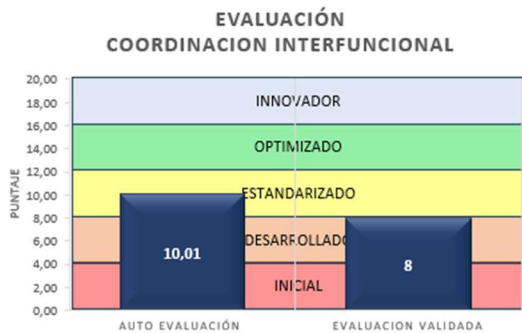 EVALUACIÓN
COORDINACION INTERFUNCIONAL
20,00
18,00
16,00
14,00
12,00
10,00
8,00
6,00
4,00
2,00
0,00
PUNTAJE
INNOVADOR
OPTIMIZADO
ESTANDARIZADO
DESARROLLADO
INICIAL
10,01
8
AUTO EVALUACIÓN
EVALUACION VALIDADA